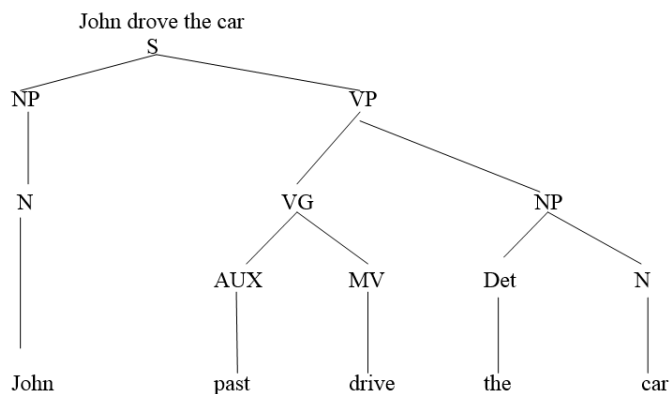 John drove the car
S
NP VP
N VG NP
AUX MV Det N
John past drive the car